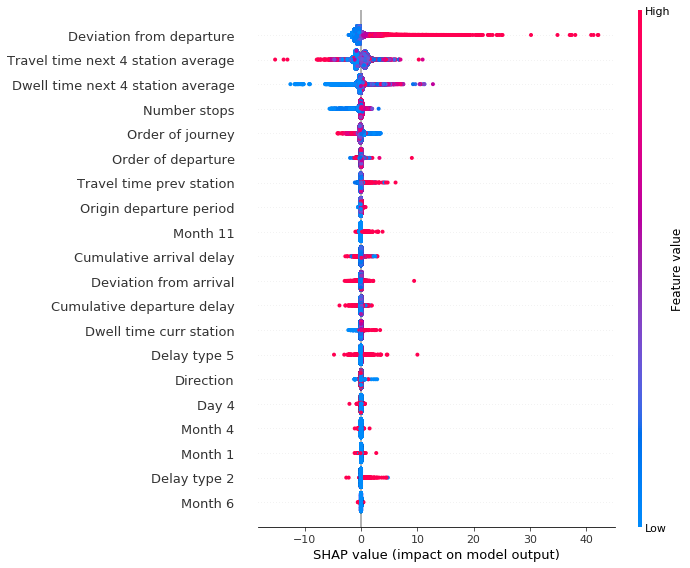 High
Deviation from departure
Travel time next 4 station average
Dwell time next 4 station average
Number stops
Order of journey
Order of departure
Travel time prev station
Origin departure period
Month 11
Cumulative arrival delay
Deviation from arrival
Cumulative departure delay
Dwell time curr station
Delay type 5
Direction
Day 4
Month 4
Month 1
Delay type 2
Month 6
Feature value
Low
−10 0 10 20 30 40
SHAP value (impact on model output)